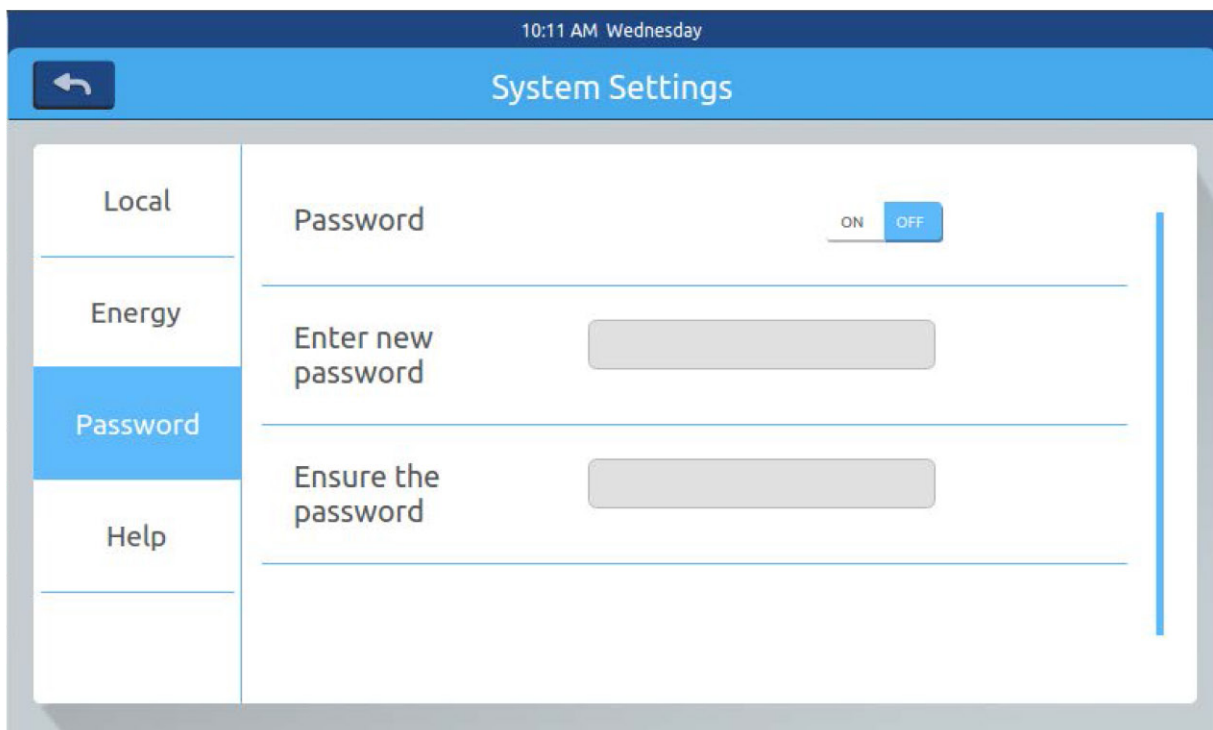 10:11 AM Wednesday
System Settings
Local
Energy
Password
Help
Password
ON OFF
Enter new
password
Ensure the
password